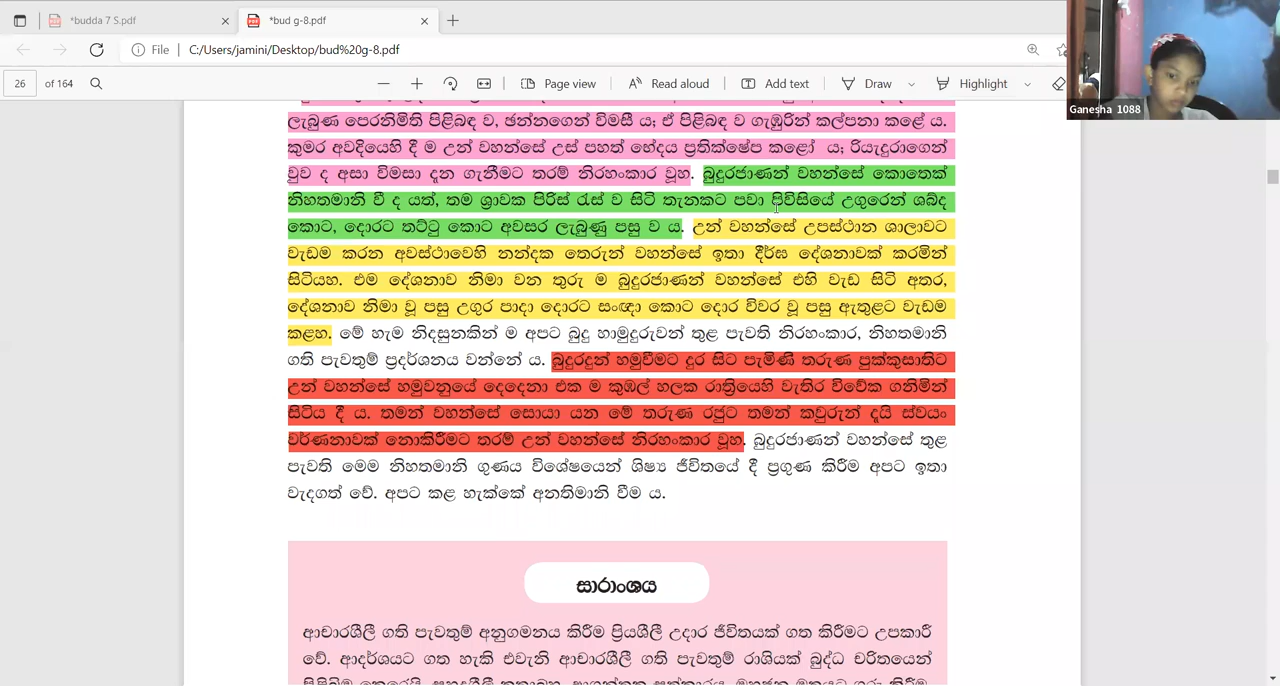 *budda 7 S.pdf
*bud g-8.pdf
File
C:/Users/jamini/Desktop/bud%20g-8.pdf
26 of 164
Page view
Read aloud
Add text
Draw
Highlight
Ganesha 1088
ලැබුණ පෙරනිමිති පිළිබඳ ව, ඡන්නගෙන් විමසී ය; ඒ පිළිබඳ ව ගැඹුරින් කල්පනා කළේ ය.
කුමර අවදියෙහි දී ම උන් වහන්සේ උස් පහත් භේදය ප්‍රතික්ෂේප කළෝ ය; රියැදුරාගෙන්
වුව ද අසා විමසා දැන ගැනීමට තරම් නිරහංකාර වූහ. බුදුරජාණන් වහන්සේ කොතෙක්
නිහතමානි වී ද යත්, තම ශ්‍රාවක පිරිස් රැස් ව සිටි තැනකට පවා පිවිසියේ උගුරෙන් ශබ්ද
කොට, දොරට තට්ටු කොට අවසර ලැබුණු පසු ව ය. උන් වහන්සේ උපස්ථාන ශාලාවට
වැඩම කරන අවස්ථාවෙහි නන්දක තෙරුන් වහන්සේ ඉතා දීර්ඝ දේශනාවක් කරමින්
සිටියහ. එම දේශනාව නිමා වන තුරු ම බුදුරජාණන් වහන්සේ එහි වැඩ සිටි අතර,
දේශනාව නිමා වූ පසු උගුර පාදා දොරට සංඥා කොට දොර විවර වූ පසු ඇතුළට වැඩම
කළහ. මේ හැම නිදසුනකින් ම අපට බුදු හාමුදුරුවන් තුළ පැවති නිරහංකාර, නිහතමානි
ගති පැවතුම් ප්‍රදර්ශනය වන්නේ ය. බුදුරදුන් හමුවීමට දුර සිට පැමිණි තරුණ පුක්කුසාතිට
උන් වහන්සේ හමුවනුයේ දෙදෙනා එක ම කුඹල් හලක රාත්‍රියෙහි වැතිර විවේක ගනිමින්
සිටිය දී ය. තමන් වහන්සේ සොයා යන මේ තරුණ රජුට තමන් කවුරුන් දැයි ස්වයං
වර්ණනාවක් නොකිරීමට තරම් උන් වහන්සේ නිරහංකාර වූහ. බුදුරජාණන් වහන්සේ තුළ
පැවති මෙම නිහතමානි ගුණය විශේෂයෙන් ශිෂ්‍ය ජීවිතයේ දී ප්‍රගුණ කිරීම අපට ඉතා
වැදගත් වේ. අපට කළ හැක්කේ අනතිමානි වීම ය.
සාරාංශය
ආචාරශීලී ගති පැවතුම් අනුගමනය කිරීම ප්‍රියශීලී උදාර ජීවිතයක් ගත කිරීමට උපකාරී
වේ. ආදර්ශයට ගත හැකි එවැනි ආචාරශීලී ගති පැවතුම් රාශියක් බුද්ධ චරිතයෙන්